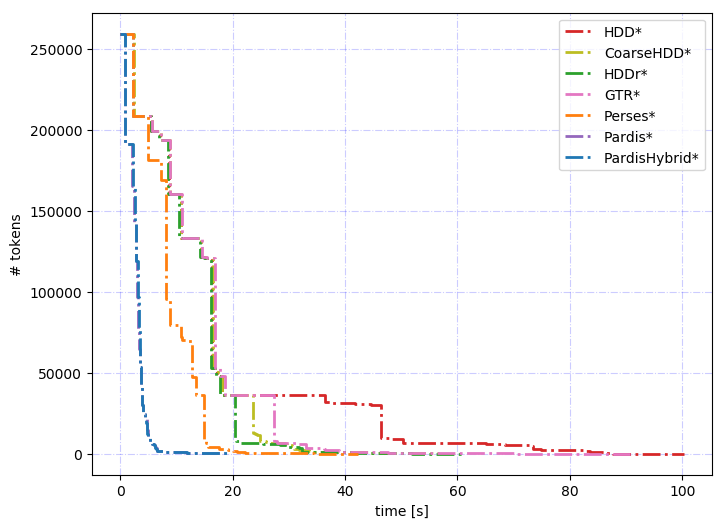 250000
200000
150000
100000
50000
0
# tokens
HDD*
CoarseHDD*
HDDr*
GTR*
Perses*
Pardis*
PardisHybrid*
0 20 40 60 80 100
time [s]